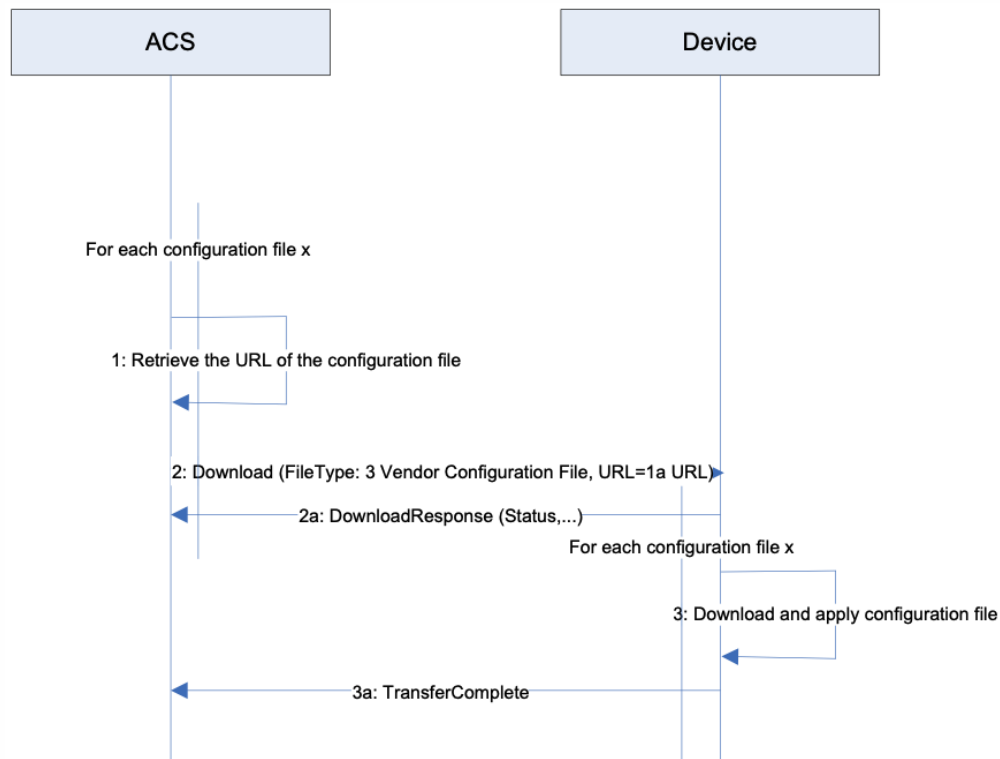 ACS
Device
For each configuration file x
1: Retrieve the URL of the configuration file
2: Download (FileType: 3 Vendor Configuration File, URL=1a URL)
2a: DownloadResponse (Status,...)
For each configuration file x
3: Download and apply configuration file
3a: TransferComplete